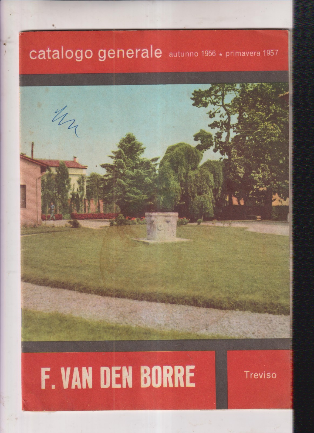 catalogo generale autunno 1956 • primavera 1957
F. VAN DEN BORRE
Treviso